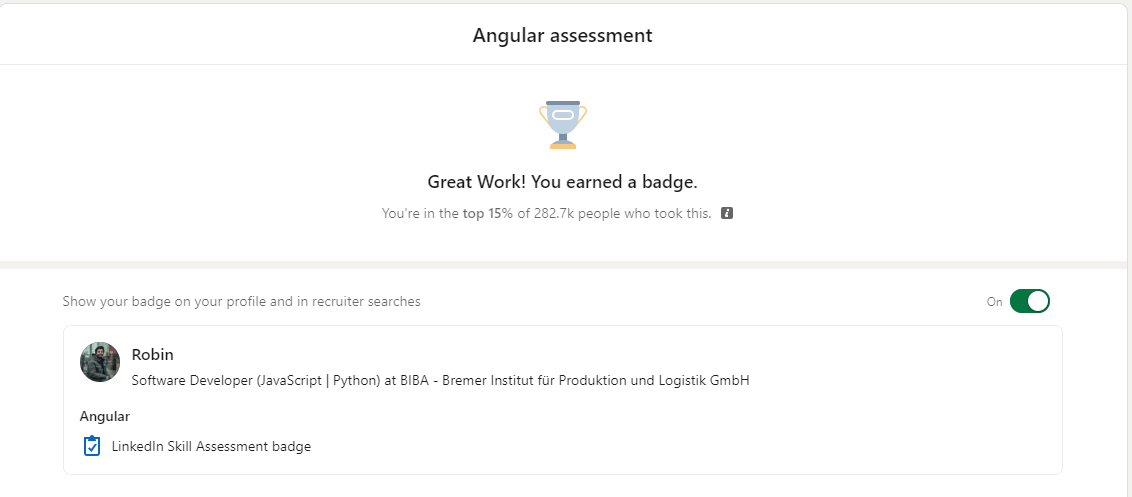 Angular assessment
Great Work! You earned a badge.
You're in the top 15% of 282.7k people who took this.
Show your badge on your profile and in recruiter searches
On
Robin
Software Developer (JavaScript | Python) at BIBA - Bremer Institut für Produktion und Logistik GmbH
Angular
LinkedIn Skill Assessment badge